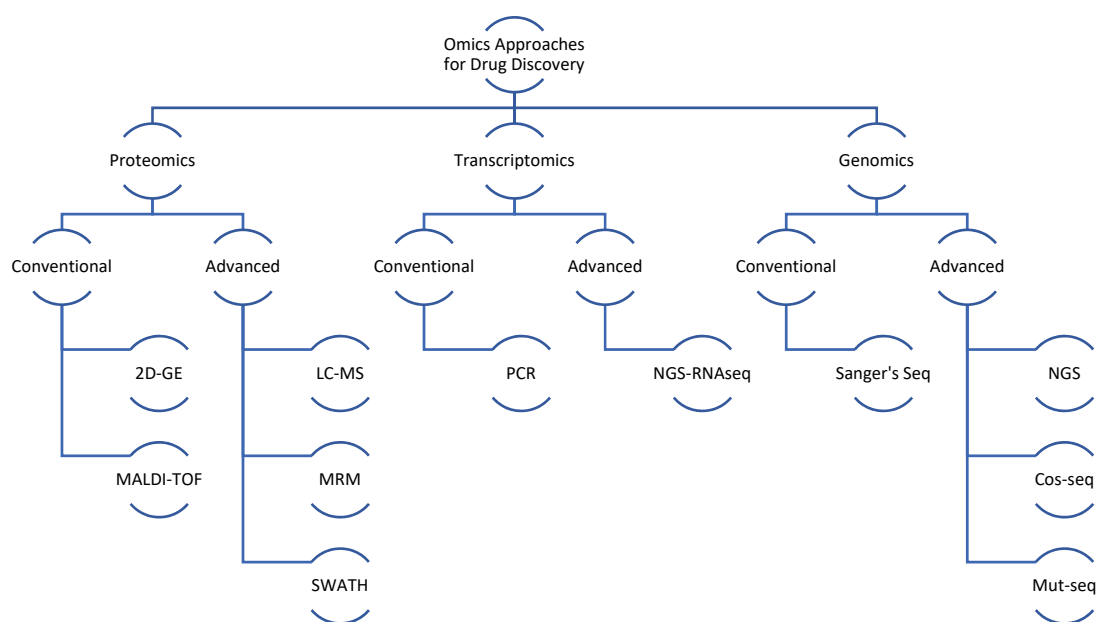 Omics Approaches
for Drug Discovery
Proteomics
Transcriptomics
Genomics
Conventional
Advanced
Conventional
Advanced
Conventional
Advanced
2D-GE
LC-MS
PCR
NGS-RNAseq
Sanger's Seq
NGS
MALDI-TOF
MRM
Cos-seq
SWATH
Mut-seq